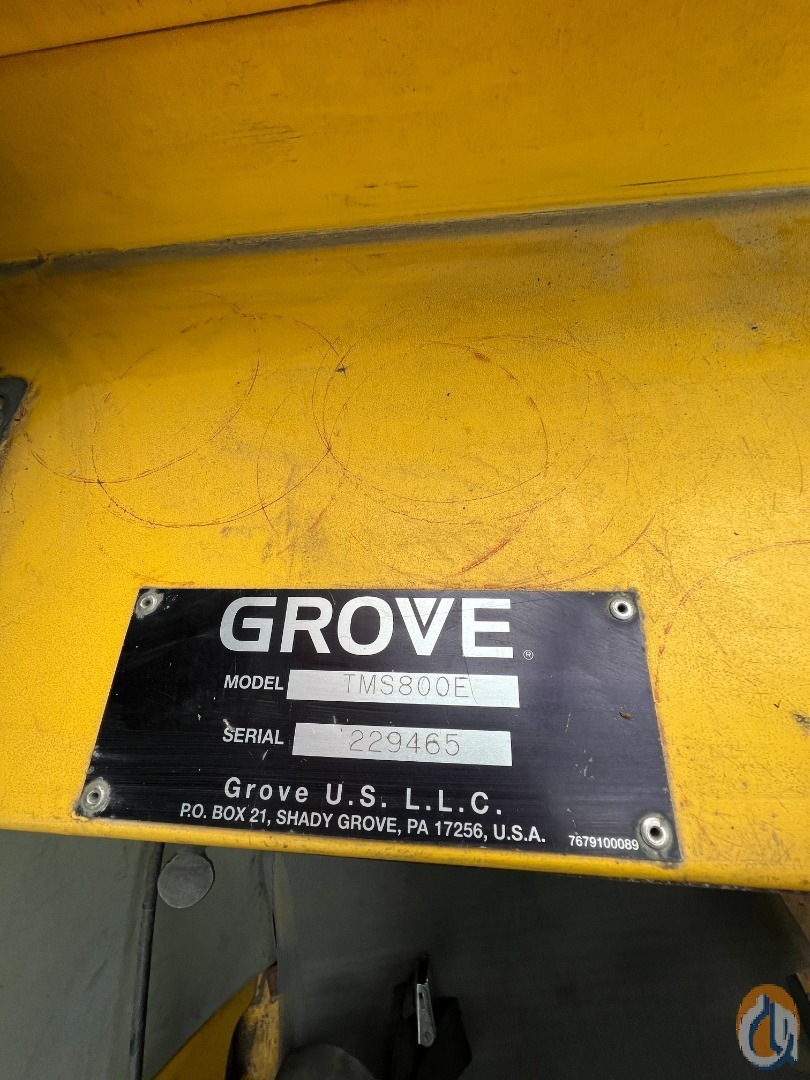 GROVE®
MODEL TMS800E
SERIAL 229465
Grove U.S. L.L.C.
P.O. BOX 21, SHADY GROVE, PA 17256, U.S.A.
7679100089